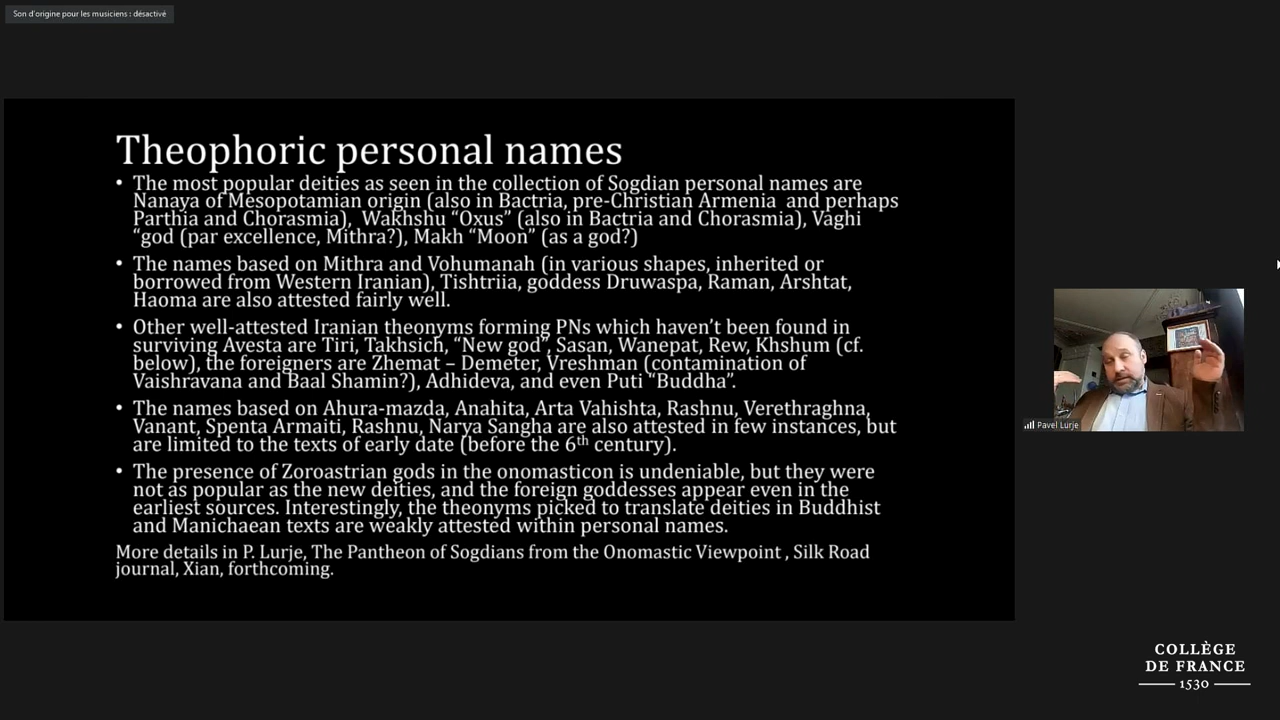 Son d'origine pour les musiciens : désactivé
Theophoric personal names
• The most popular deities as seen in the collection of Sogdian personal names are
Nanaya of Mesopotamian origin (also in Bactria, pre-Christian Armenia and perhaps
Parthia and Chorasmia), Wakhshu “Oxus” (also in Bactria and Chorasmia), Vaghi
“god (par excellence, Mithra?), Makh “Moon” (as a god?)
• The names based on Mithra and Vohumanah (in various shapes, inherited or
borrowed from Western Iranian), Tishtriia, goddess Druwaspa, Raman, Arshtat,
Haoma are also attested fairly well.
• Other well-attested Iranian theonyms forming PNs which haven’t been found in
surviving Avesta are Tiri, Takhsich, “New god”, Sasan, Wanepat, Rew, Khshum (cf.
below), the foreigners are Zhemat – Demeter, Vreshman (contamination of
Vaishravana and Baal Shamin?), Adhideva, and even Puti “Buddha”.
• The names based on Ahura-mazda, Anahita, Arta Vahishta, Rashnu, Verethraghna,
Vanant, Spenta Armaiti, Rashnu, Narya Sangha are also attested in few instances, but
are limited to the texts of early date (before the 6th century).
• The presence of Zoroastrian gods in the onomasticon is undeniable, but they were
not as popular as the new deities, and the foreign goddesses appear even in the
earliest sources. Interestingly, the theonyms picked to translate deities in Buddhist
and Manichaean texts are weakly attested within personal names.
More details in P. Lurje, The Pantheon of Sogdians from the Onomastic Viewpoint , Silk Road
journal, Xian, forthcoming.
Pavel Lurje
COLLÈGE
DE FRANCE
1530